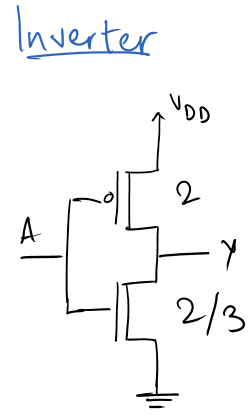 Inverter
VDD
2
A
Y
2/3